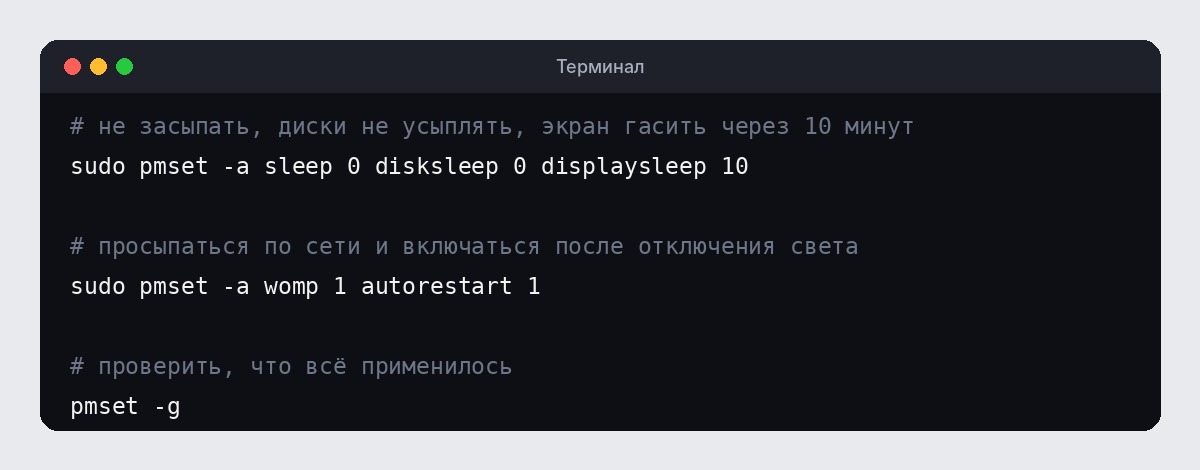 Терминал
# не засыпать, диски не усыплять, экран гасить через 10 минут
sudo pmset -a sleep 0 disksleep 0 displaysleep 10
# просыпаться по сети и включаться после отключения света
sudo pmset -a womp 1 autorestart 1
# проверить, что всё применилось
pmset -g